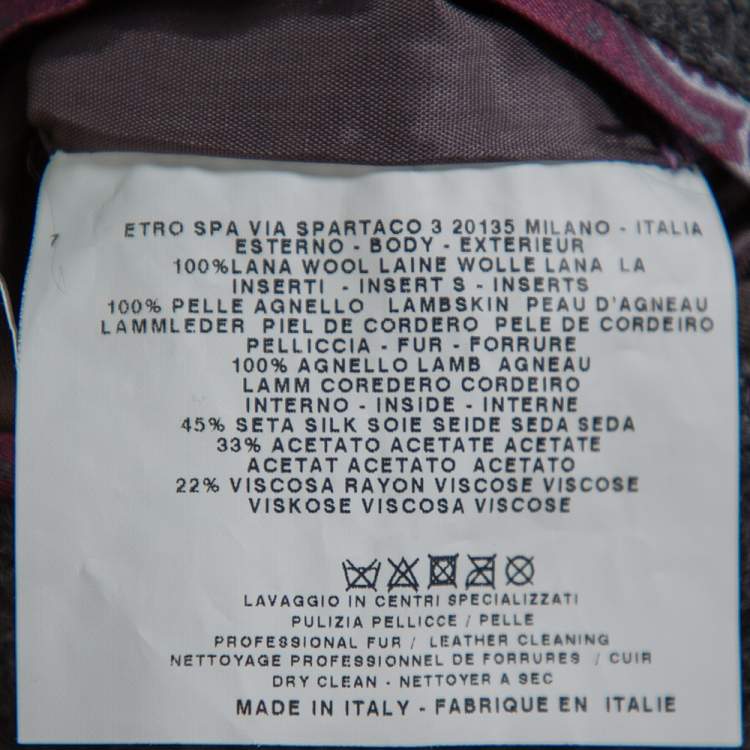 ETRO SPA VIA SPARTACO 3 20135 MILANO - ITALIA
ESTERNO - BODY - EXTERIEUR
100%LANA WOOL LAINE WOLLE LANA LA
INSERTI - INSERT S - INSERTS
100% PELLE AGNELLO LAMBSKIN PEAU D'AGNEAU
LAMMLEDER PIEL DE CORDERO PELE DE CORDEIRO
PELLICCIA - FUR - FORRURE
100% AGNELLO LAMB AGNEAU
LAMM COREDERO CORDEIRO
INTERNO - INSIDE - INTERNE
45% SETA SILK SOIE SEIDE SEDA SEDA
33% ACETATO ACETATE ACETATE
ACETAT ACETATO ACETATO
22% VISCOSA RAYON VISCOSE VISCOSE
VISKOSE VISCOSA VISCOSE
LAVAGGIO IN CENTRI SPECIALIZZATI
PULIZIA PELLICCE / PELLE
PROFESSIONAL FUR / LEATHER CLEANING
NETTOYAGE PROFESSIONNEL DE FORRURES / CUIR
DRY CLEAN - NETTOYER A SEC
MADE IN ITALY - FABRIQUE EN ITALIE